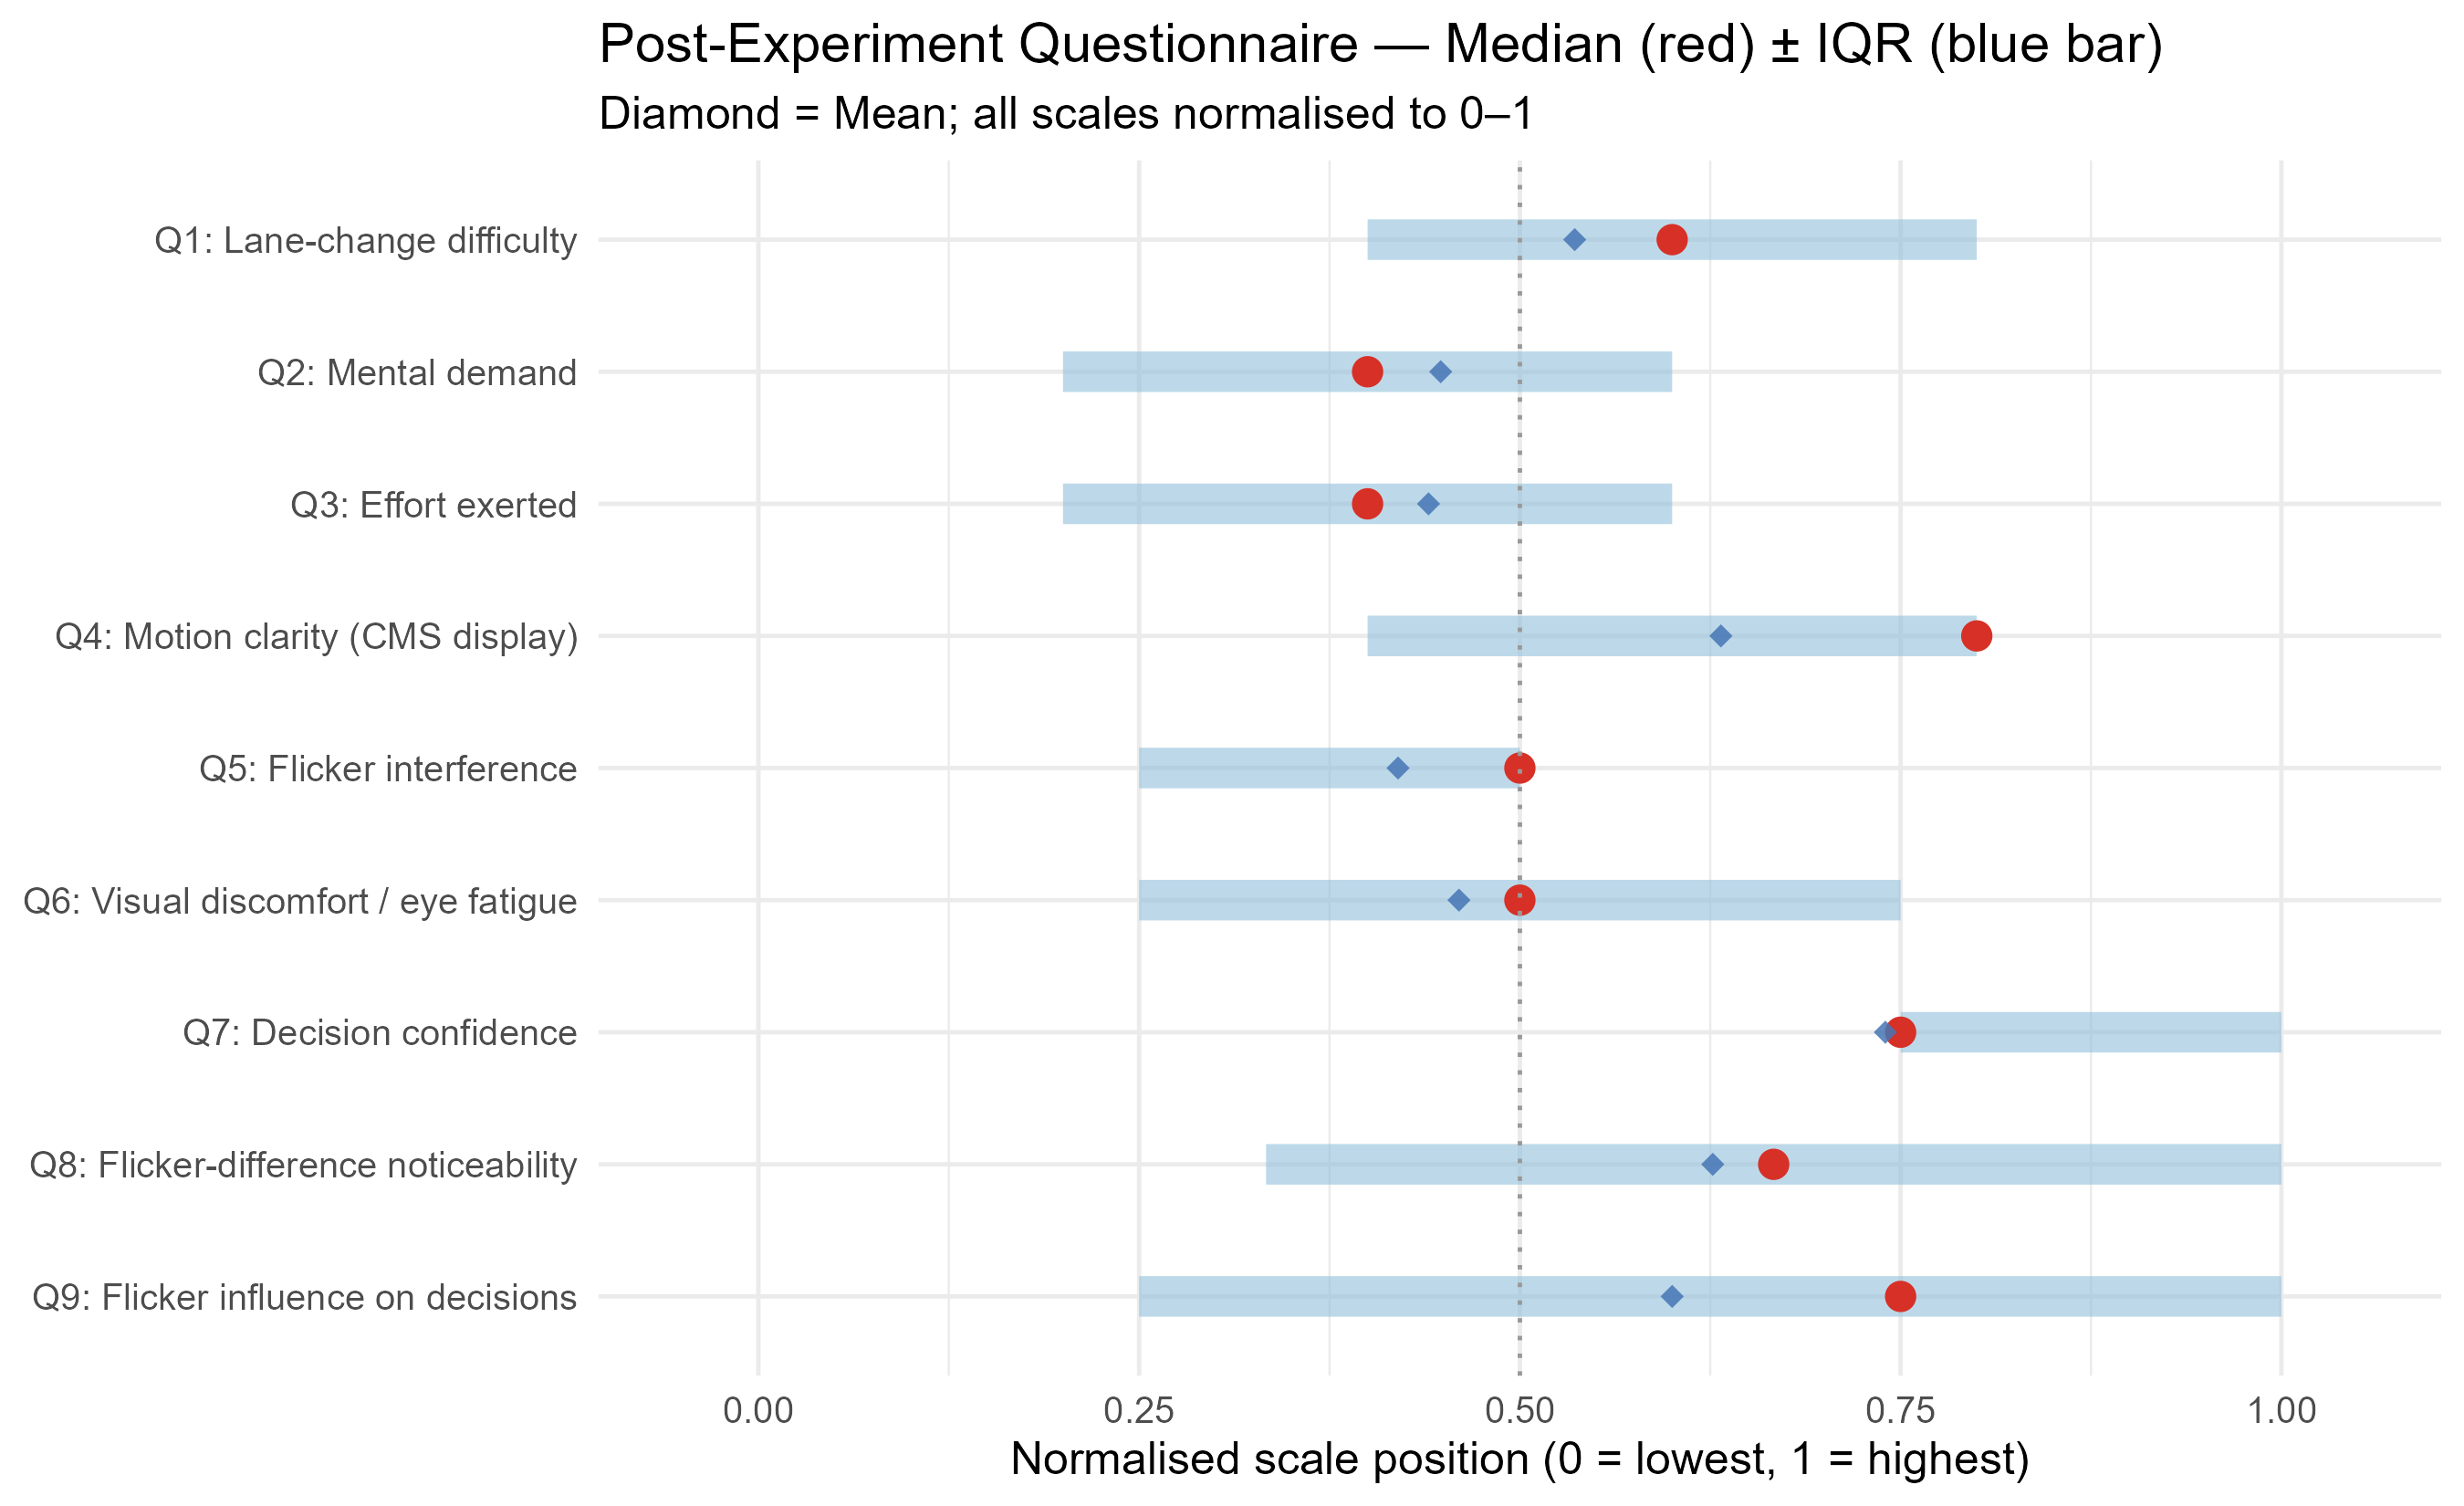 Post-Experiment Questionnaire — Median (red) ± IQR (blue bar)
Diamond = Mean; all scales normalised to 0–1
Q1: Lane-change difficulty
Q2: Mental demand
Q3: Effort exerted
Q4: Motion clarity (CMS display)
Q5: Flicker interference
Q6: Visual discomfort / eye fatigue
Q7: Decision confidence
Q8: Flicker-difference noticeability
Q9: Flicker influence on decisions
0.00 0.25 0.50 0.75 1.00
Normalised scale position (0 = lowest, 1 = highest)